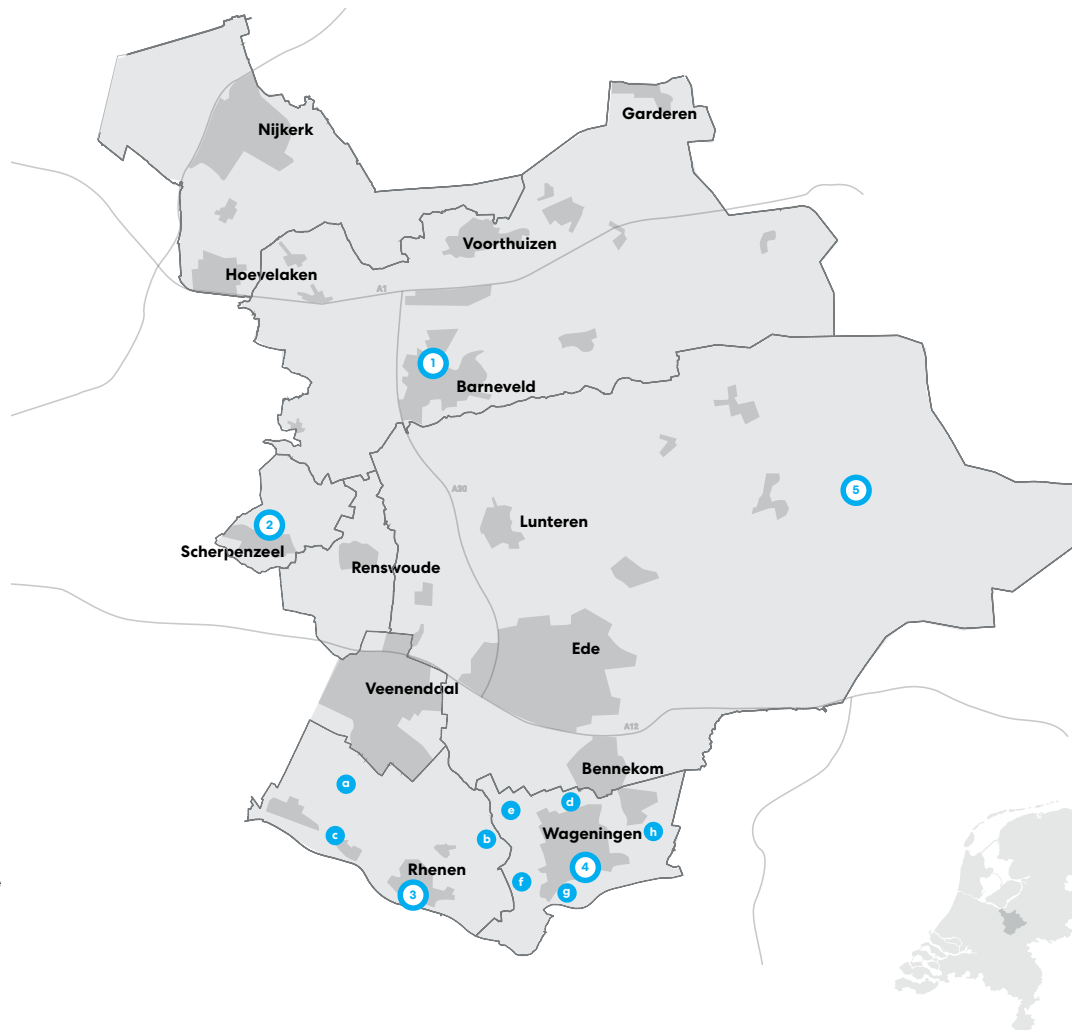 Garderen
Nijkerk
Voorthuizen
Hoevelaken
A1
1
Barneveld
A30
5
Lunteren
2
Scherpenzeel
Renswoude
Ede
Veenendaal
A12
Bennekom
a
d
e
h
Wageningen
c
b
4
Rhenen
f
g
3